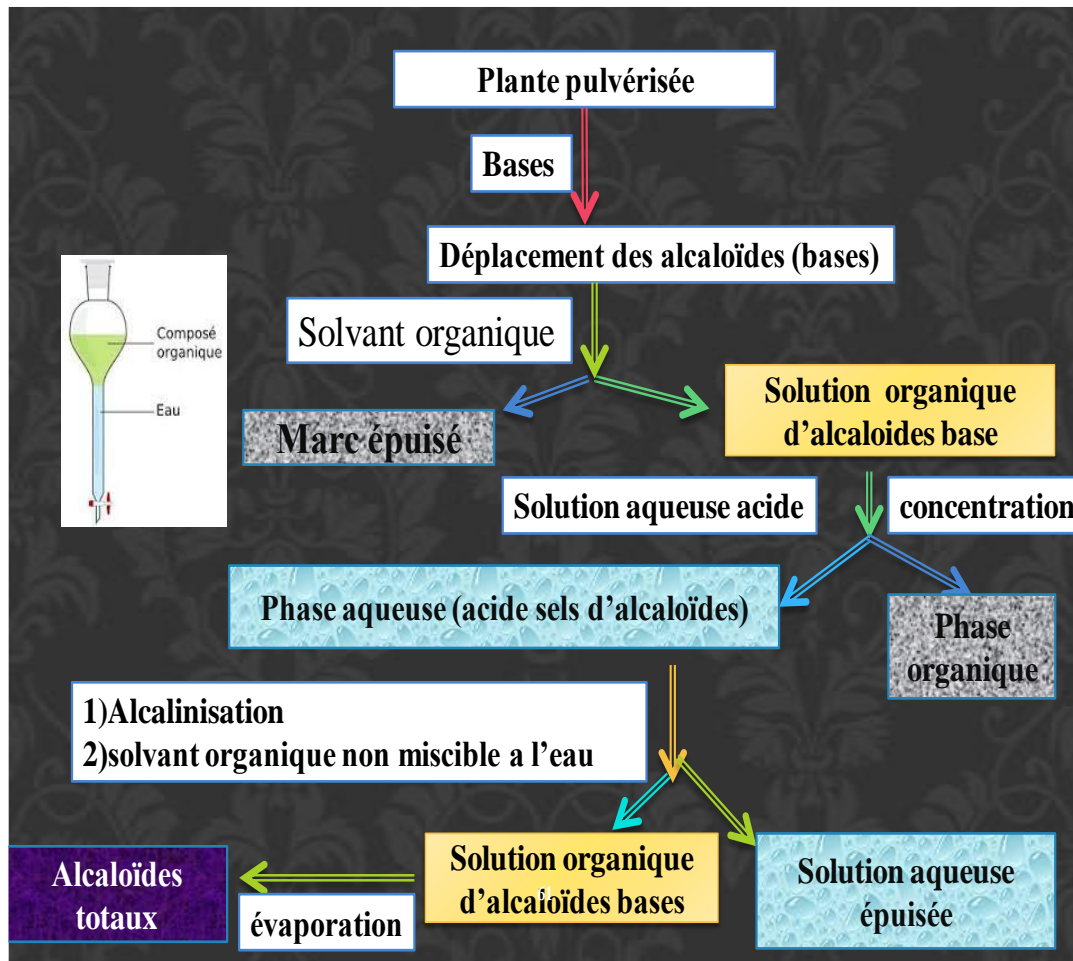 Plante pulvérisée
Bases
Déplacement des alcaloïdes (bases)
Solvant organique
Composé
organique
Eau
Marc épuisé
Solution organique
d’alcaloides base
Solution aqueuse acide
concentration
Phase aqueuse (acide sels d’alcaloïdes)
Phase
organique
1)Alcalinisation
2)solvant organique non miscible a l’eau
Alcaloïdes
totaux
évaporation
Solution organique
d’alcaloïdes bases
61
Solution aqueuse
épuisée